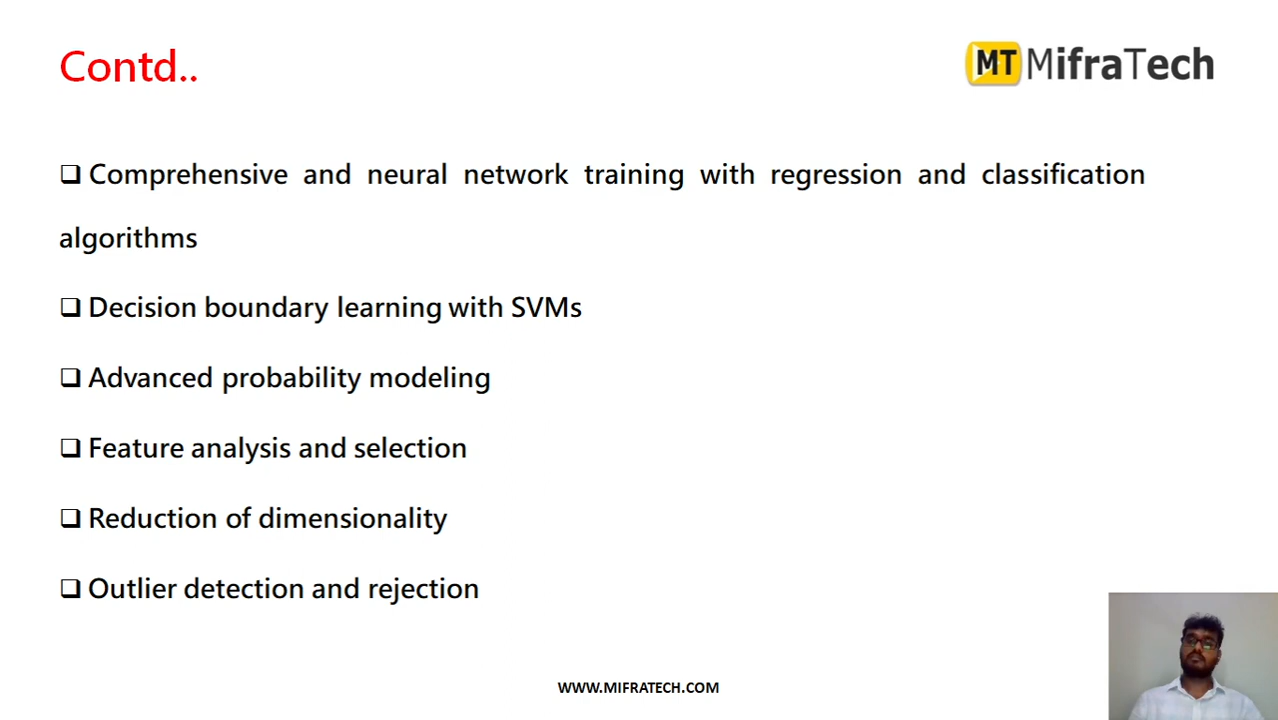 Contd..
MT MifraTech
❑ Comprehensive and neural network training with regression and classification
algorithms
❑ Decision boundary learning with SVMs
❑ Advanced probability modeling
❑ Feature analysis and selection
❑ Reduction of dimensionality
❑ Outlier detection and rejection
WWW.MIFRATECH.COM